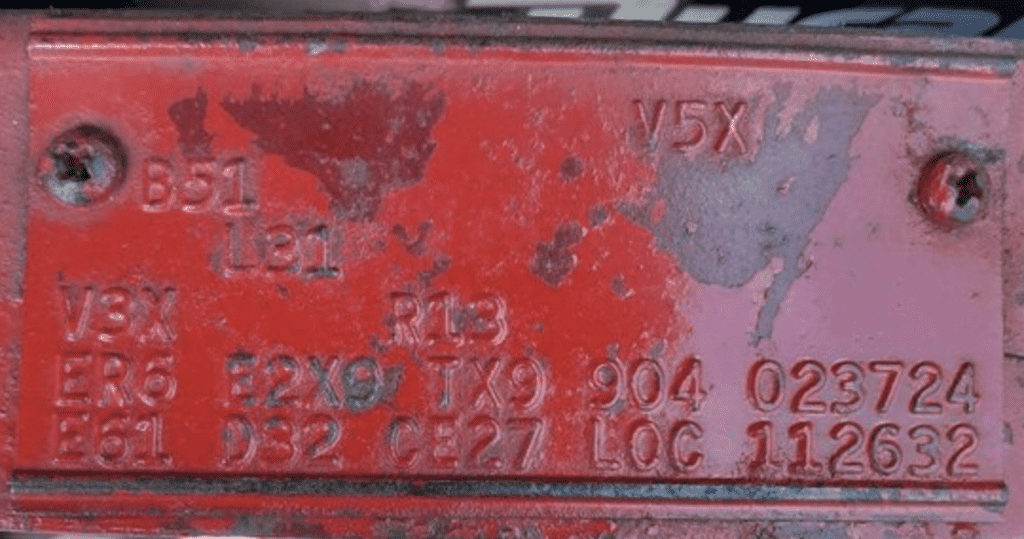 V5X
B51
L31
V3X R13
ER6 E2X9 TX9 904 023724
E61 D32 CE27 LOC 112632